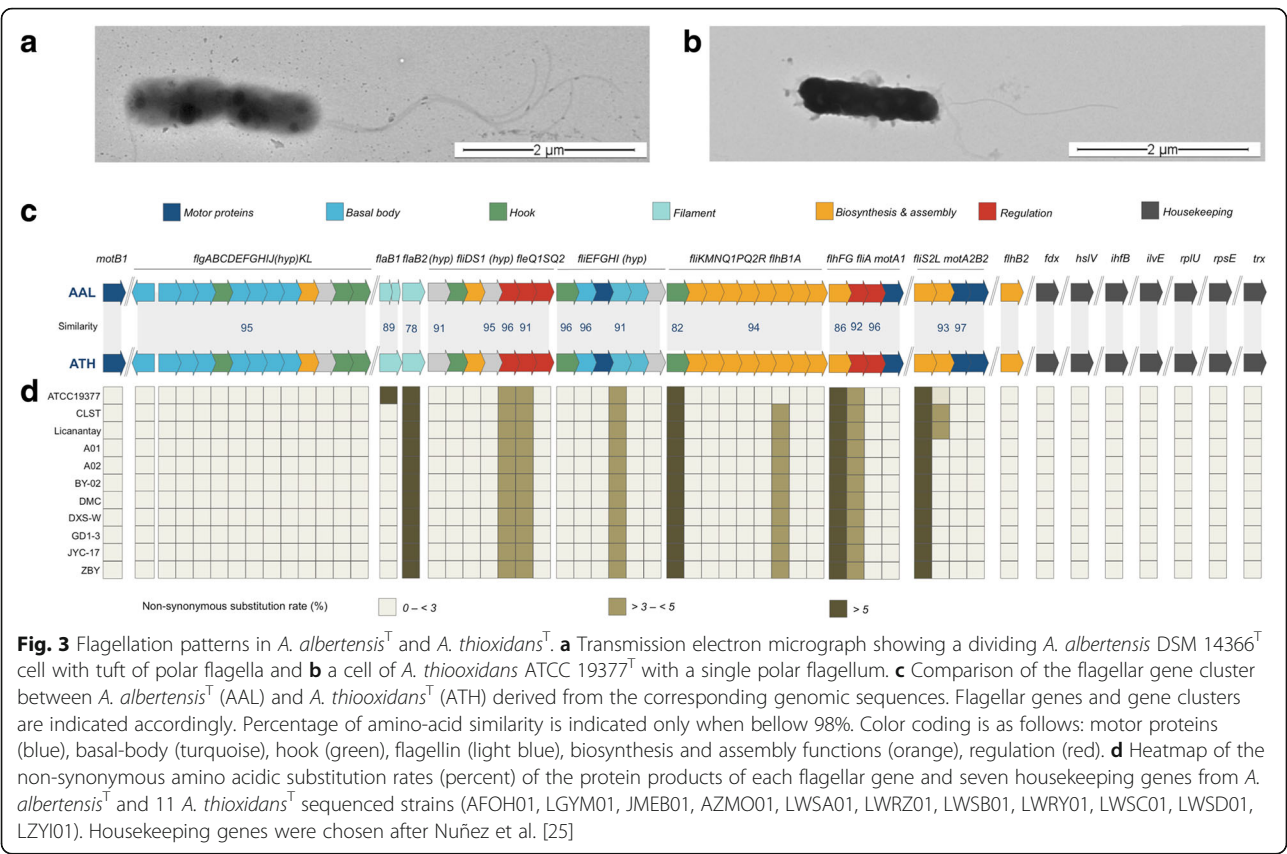 a
b
2 µm
2 µm
c
Motor proteins Basal body Hook Filament Biosynthesis & assembly Regulation Housekeeping
motB1 flgABCDEFGHIJ(hyp)KL flaB1 flaB2 (hyp) fliDS1 (hyp) fleQ1SQ2 fliEFGHI (hyp) fliKMNQ1PQ2R flhB1A flhFG fliA motA1 fliS2L motA2B2 flhB2 fdx hslV ihfB ilvE rplU rpsE trx
AAL
Similarity 95 89 78 91 95 96 91 96 96 91 82 94 86 92 96 93 97
ATH
d
ATCC19377
CLST
Licanantay
A01
A02
BY-02
DMC
DXS-W
GD1-3
JYC-17
ZBY
Non-synonymous substitution rate (%) 0 – < 3 > 3 – < 5 > 5
Fig. 3 Flagellation patterns in A. albertensisᵀ and A. thioxidansᵀ. a Transmission electron micrograph showing a dividing A. albertensis DSM 14366ᵀ
cell with tuft of polar flagella and b a cell of A. thiooxidans ATCC 19377ᵀ with a single polar flagellum. c Comparison of the flagellar gene cluster
between A. albertensisᵀ (AAL) and A. thiooxidansᵀ (ATH) derived from the corresponding genomic sequences. Flagellar genes and gene clusters
are indicated accordingly. Percentage of amino-acid similarity is indicated only when bellow 98%. Color coding is as follows: motor proteins
(blue), basal-body (turquoise), hook (green), flagellin (light blue), biosynthesis and assembly functions (orange), regulation (red). d Heatmap of the
non-synonymous amino acidic substitution rates (percent) of the protein products of each flagellar gene and seven housekeeping genes from A.
albertensisᵀ and 11 A. thioxidansᵀ sequenced strains (AFOH01, LGYM01, JMEB01, AZMO01, LWSA01, LWRZ01, LWSB01, LWRY01, LWSC01, LWSD01,
LZYI01). Housekeeping genes were chosen after Nuñez et al. [25]